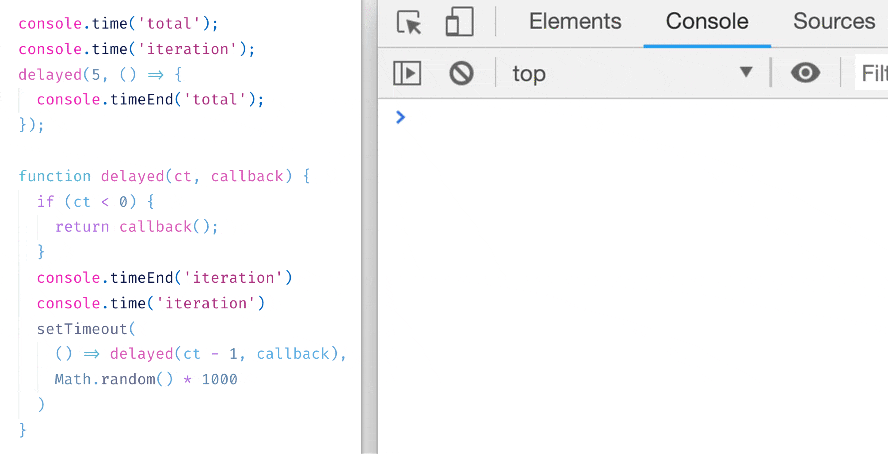 console.time('total');
console.time('iteration');
delayed(5, () => {
  console.timeEnd('total');
});

function delayed(ct, callback) {
  if (ct < 0) {
    return callback();
  }
  console.timeEnd('iteration')
  console.time('iteration')
  setTimeout(
    () => delayed(ct - 1, callback),
    Math.random() * 1000
  )
}
Elements Console Sources
top Filt